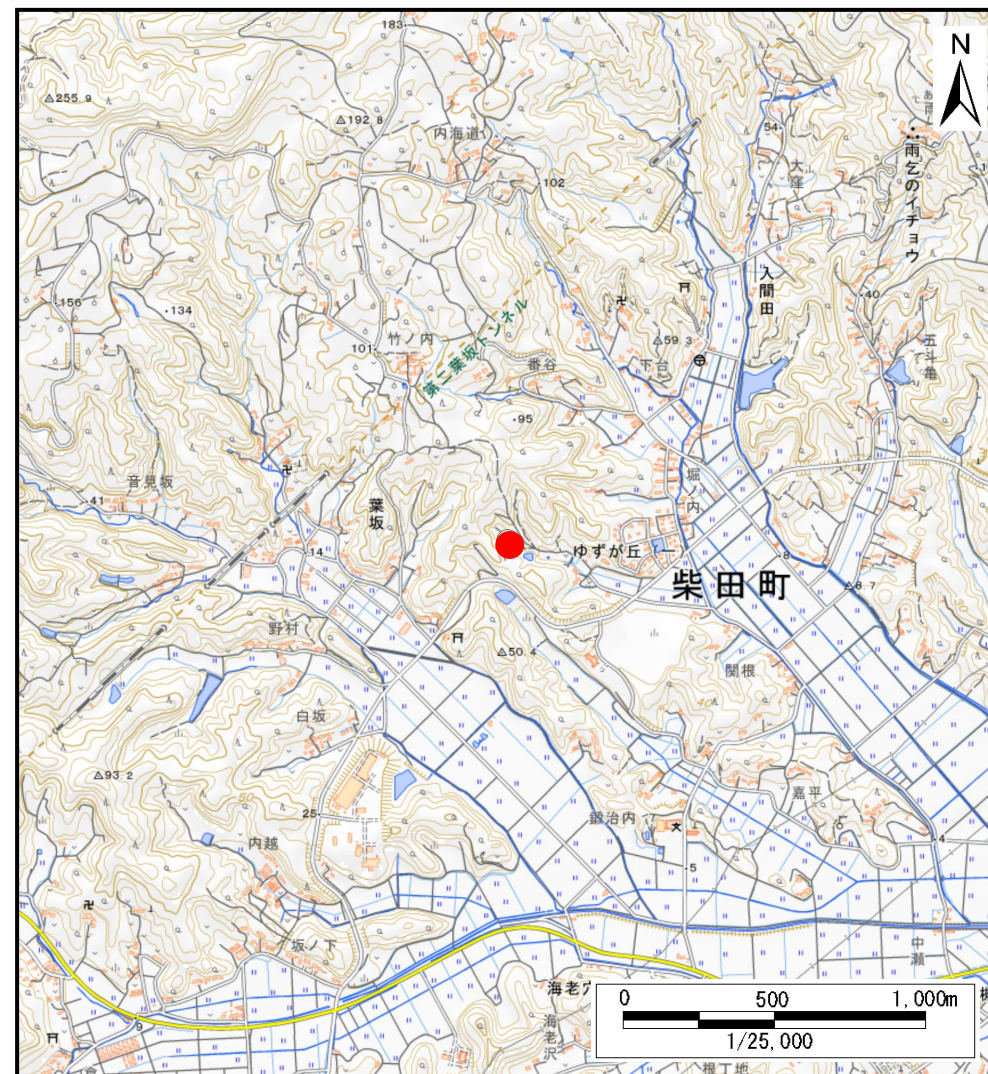 183
N
△255.9
△192.8
内海道
54
大窪
雨乞のイチョウ
102
入間田
156
134
40
第二葉坂トンネル
竹ノ内
101
△59.3
下台
番谷
五斗亀
95
音見坂
41
堀ノ内
葉坂
14
ゆずが丘(一)
8
柴田町
△8.7
野村
△50.4
関根
40
白坂
△93.2
50
嘉平
25
鍛治内
内越
4
5
坂ノ下
中瀬
海老穴
9
海老沢
0 500 1,000m
1/25,000